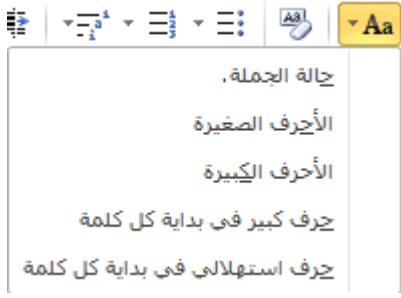 Aa
حالة الجملة.
الأحرف الصغيرة
الأحرف الكبيرة
حرف كبير في بداية كل كلمة
حرف استهلالي في بداية كل كلمة